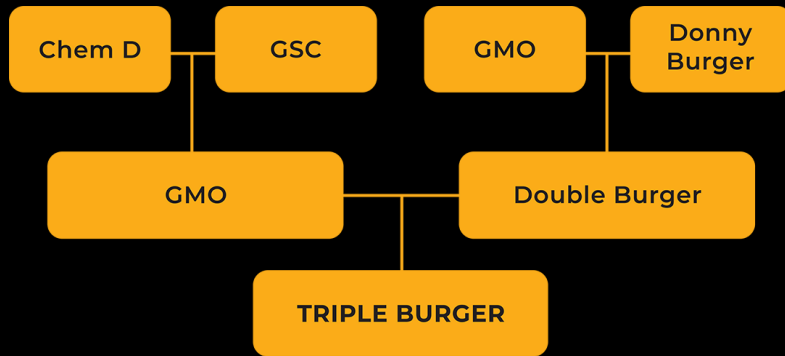 Chem D
GSC
GMO
Donny
Burger
GMO
Double Burger
TRIPLE BURGER